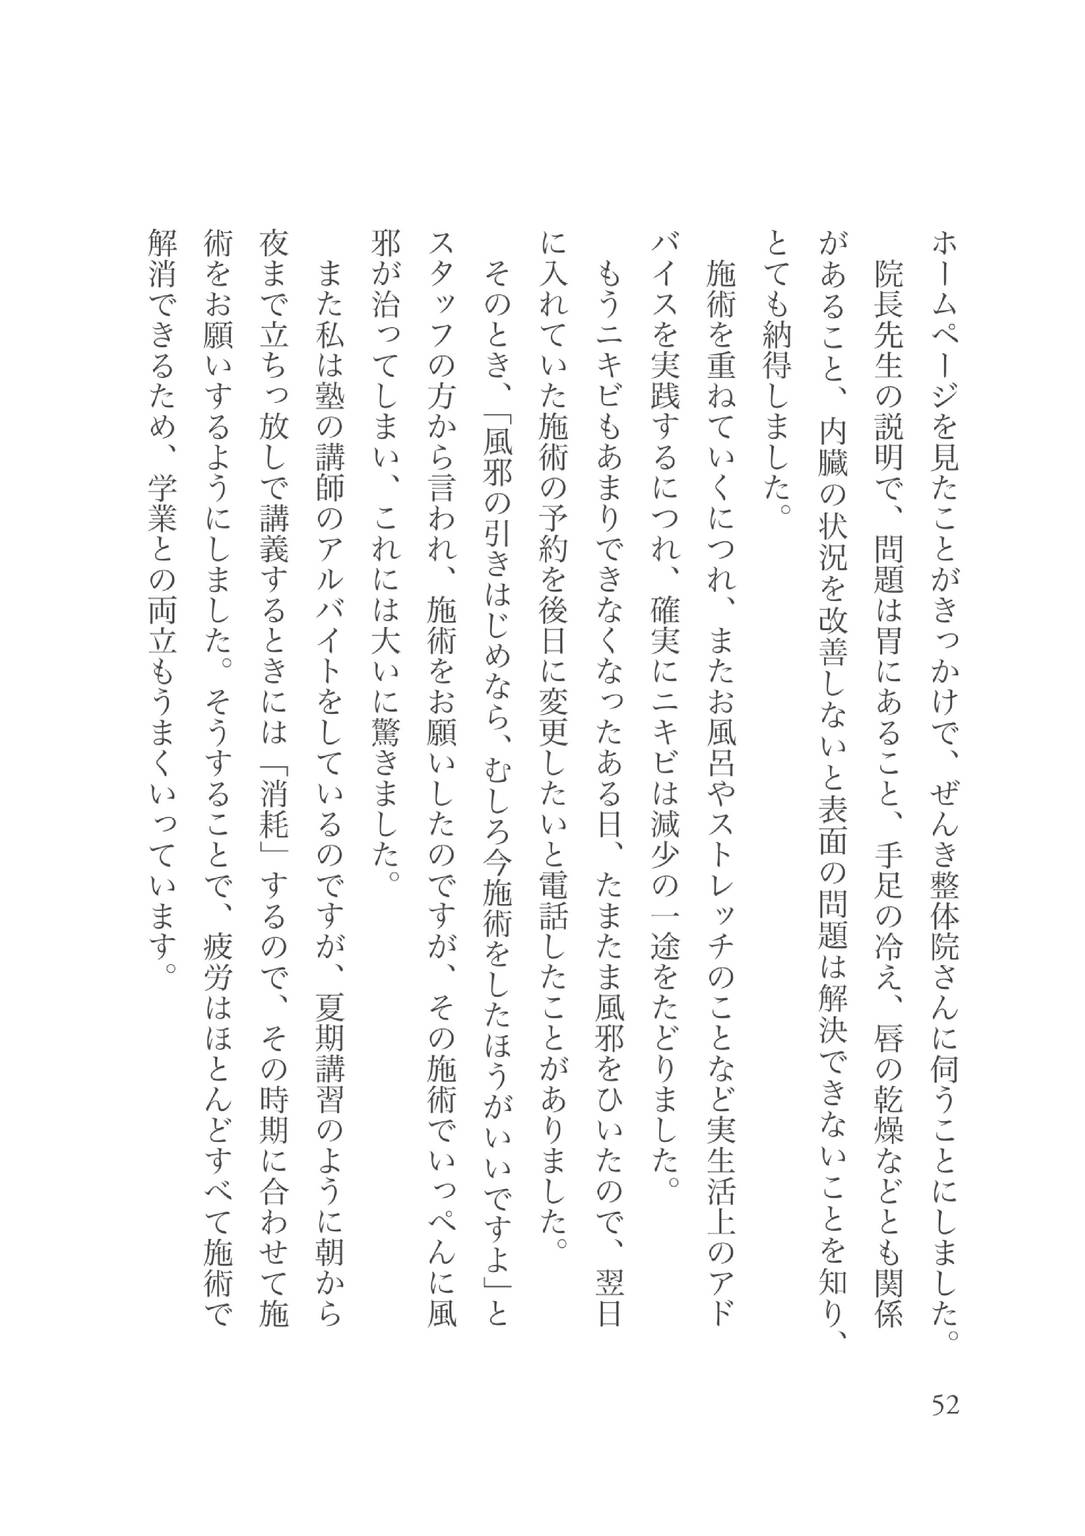 ホームページを見たことがきっかけで、ぜんき整体院さんに伺うことにしました。
院長先生の説明で、問題は胃にあること、手足の冷え、唇の乾燥などとも関係
があること、内臓の状況を改善しないと表面の問題は解決できないことを知り、
とても納得しました。
施術を重ねていくにつれ、またお風呂やストレッチのことなど実生活上のアド
バイスを実践するにつれ、確実にニキビは減少の一途をたどりました。
もうニキビもあまりできなくなったある日、たまたま風邪をひいたので、翌日
に入れていた施術の予約を後日に変更したいと電話したことがありました。
そのとき、「風邪の引きはじめなら、むしろ今施術をしたほうがいいですよ」と
スタッフの方から言われ、施術をお願いしたのですが、その施術でいっぺんに風
邪が治ってしまい、これには大いに驚きました。
また私は塾の講師のアルバイトをしているのですが、夏期講習のように朝から
夜まで立ちっ放しで講義するときには「消耗」するので、その時期に合わせて施
術をお願いするようにしました。そうすることで、疲労はほとんどすべて施術で
解消できるため、学業との両立もうまくいっています。
52